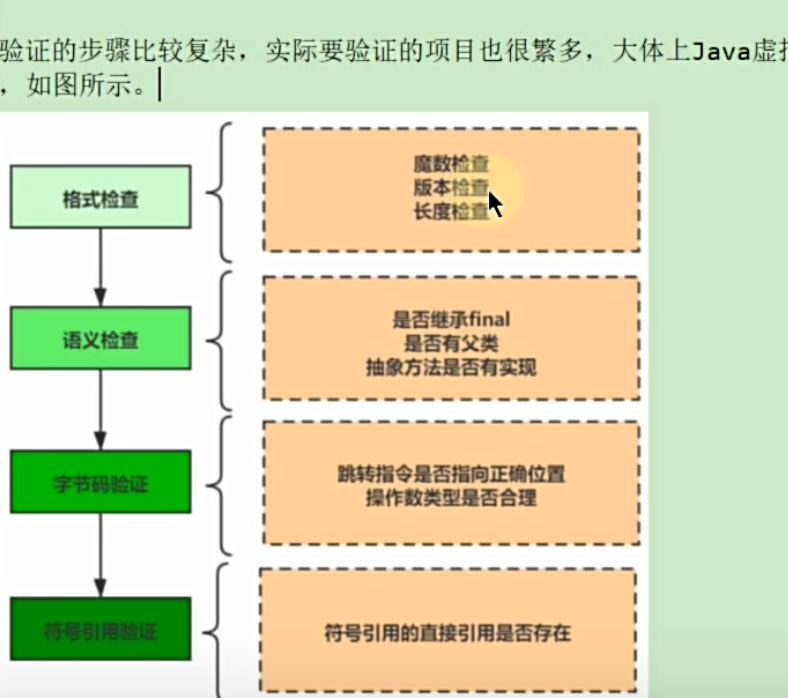 验证的步骤比较复杂，实际要验证的项目也很繁多，大体上Java虚
，如图所示。
格式检查
魔数检查
版本检查
长度检查
语义检查
是否继承final
是否有父类
抽象方法是否有实现
字节码验证
跳转指令是否指向正确位置
操作数类型是否合理
符号引用验证
符号引用的直接引用是否存在